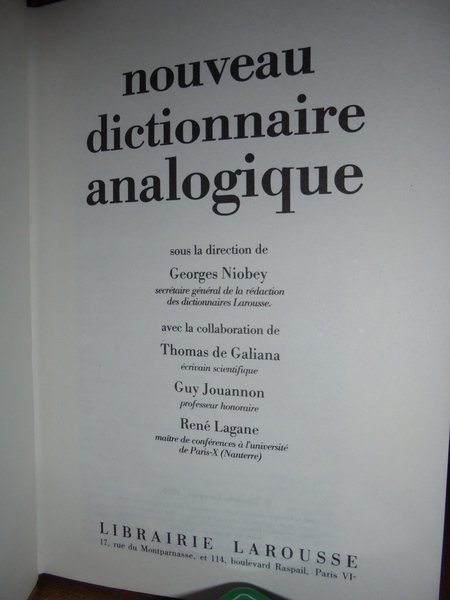 nouveau
dictionnaire
analogique
sous la direction de
Georges Niobey
secrétaire général de la rédaction
des dictionnaires Larousse.
avec la collaboration de
Thomas de Galiana
écrivain scientifique
Guy Jouannon
professeur honoraire
René Lagane
maître de conférences à l'université
de Paris-X (Nanterre)
LIBRAIRIE LAROUSSE
17, rue du Montparnasse, et 114, boulevard Raspail, Paris VIe